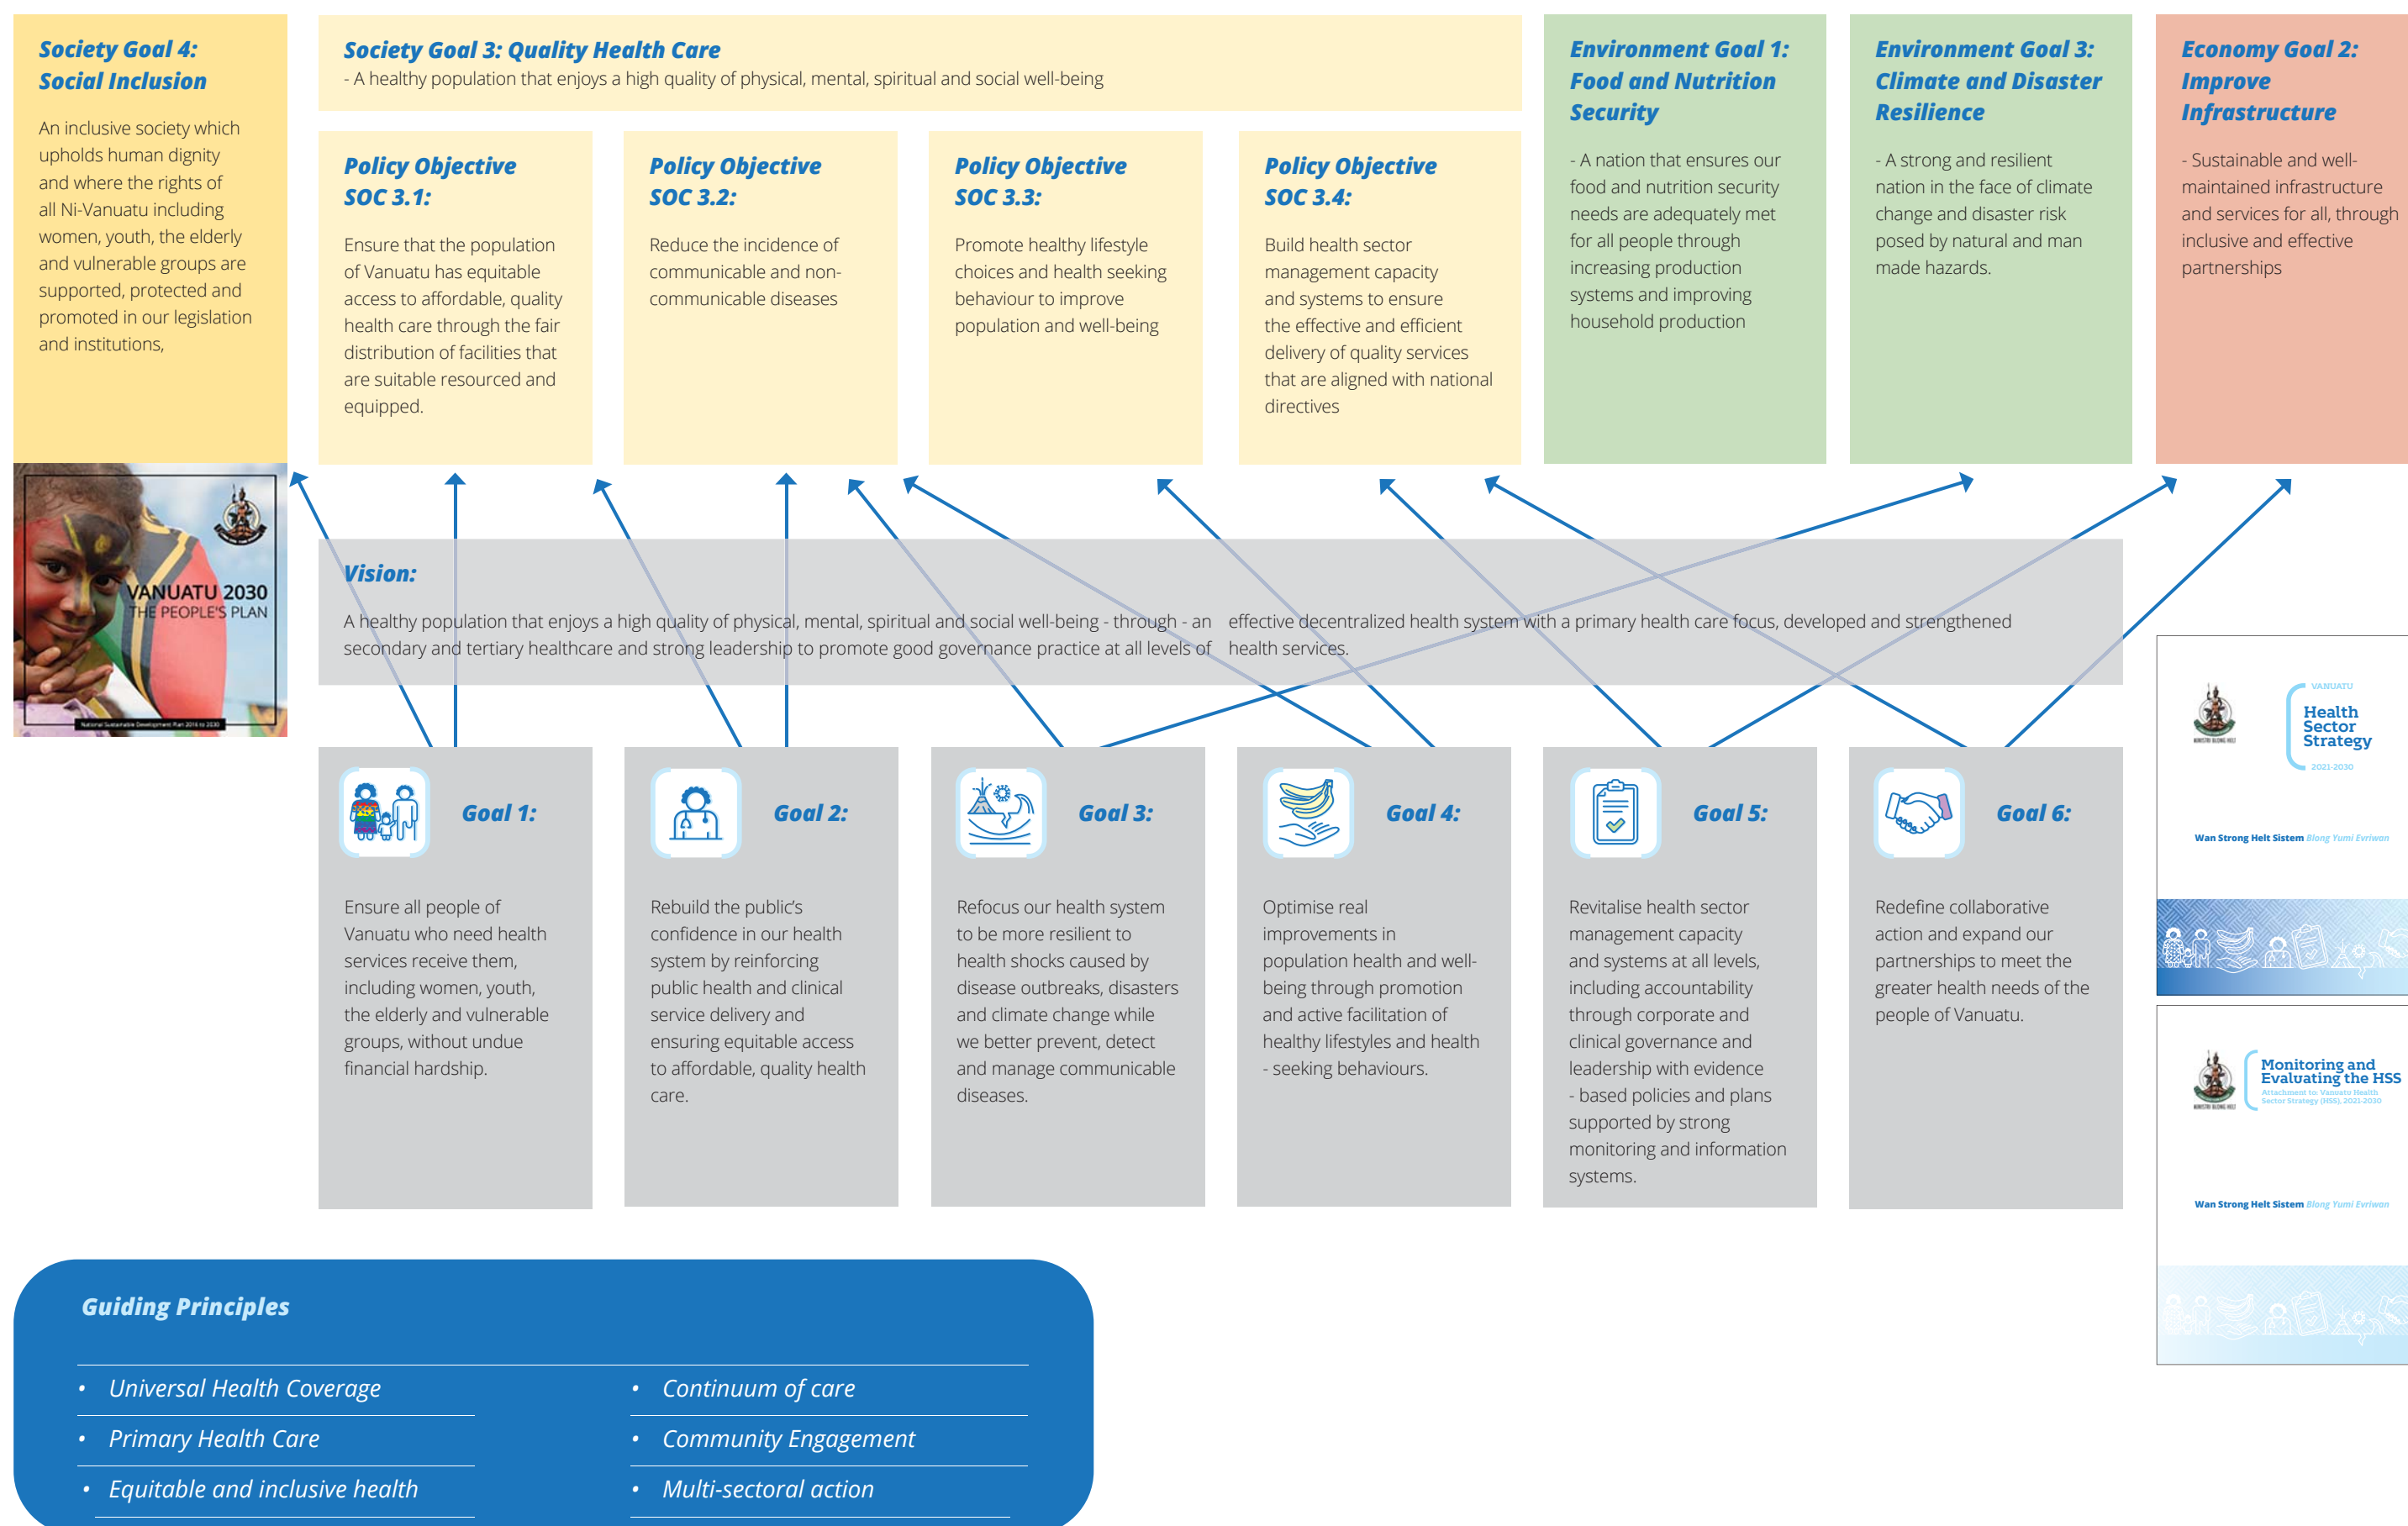 Society Goal 4:
Social Inclusion
An inclusive society which
upholds human dignity
and where the rights of
all Ni-Vanuatu including
women, youth, the elderly
and vulnerable groups are
supported, protected and
promoted in our legislation
and institutions,
Society Goal 3: Quality Health Care
- A healthy population that enjoys a high quality of physical, mental, spiritual and social well-being
Policy Objective
SOC 3.1:
Ensure that the population
of Vanuatu has equitable
access to affordable, quality
health care through the fair
distribution of facilities that
are suitable resourced and
equipped.
Policy Objective
SOC 3.2:
Reduce the incidence of
communicable and non-
communicable diseases
Policy Objective
SOC 3.3:
Promote healthy lifestyle
choices and health seeking
behaviour to improve
population and well-being
Policy Objective
SOC 3.4:
Build health sector
management capacity
and systems to ensure
the effective and efficient
delivery of quality services
that are aligned with national
directives
Environment Goal 1:
Food and Nutrition
Security
- A nation that ensures our
food and nutrition security
needs are adequately met
for all people through
increasing production
systems and improving
household production
Environment Goal 3:
Climate and Disaster
Resilience
- A strong and resilient
nation in the face of climate
change and disaster risk
posed by natural and man
made hazards.
Economy Goal 2:
Improve
Infrastructure
- Sustainable and well-
maintained infrastructure
and services for all, through
inclusive and effective
partnerships
VANUATU 2030
THE PEOPLE'S PLAN
National Sustainable Development Plan 2016 to 2030
Vision:
A healthy population that enjoys a high quality of physical, mental, spiritual and social well-being - through - an effective decentralized health system with a primary health care focus, developed and strengthened
secondary and tertiary healthcare and strong leadership to promote good governance practice at all levels of health services.
Goal 1:
Ensure all people of
Vanuatu who need health
services receive them,
including women, youth,
the elderly and vulnerable
groups, without undue
financial hardship.
Goal 2:
Rebuild the public's
confidence in our health
system by reinforcing
public health and clinical
service delivery and
ensuring equitable access
to affordable, quality health
care.
Goal 3:
Refocus our health system
to be more resilient to
health shocks caused by
disease outbreaks, disasters
and climate change while
we better prevent, detect
and manage communicable
diseases.
Goal 4:
Optimise real
improvements in
population health and well-
being through promotion
and active facilitation of
healthy lifestyles and health
- seeking behaviours.
Goal 5:
Revitalise health sector
management capacity
and systems at all levels,
including accountability
through corporate and
clinical governance and
leadership with evidence
- based policies and plans
supported by strong
monitoring and information
systems.
Goal 6:
Redefine collaborative
action and expand our
partnerships to meet the
greater health needs of the
people of Vanuatu.
VANUATU
Health
Sector
Strategy
2021-2030
MINISTRI BLONG HELT
Wan Strong Helt Sistem Blong Yumi Evriwan
Monitoring and
Evaluating the HSS
Attachment to: Vanuatu Health
Sector Strategy (HSS), 2021-2030
MINISTRI BLONG HELT
Wan Strong Helt Sistem Blong Yumi Evriwan
Guiding Principles
• Universal Health Coverage
• Primary Health Care
• Equitable and inclusive health
• Continuum of care
• Community Engagement
• Multi-sectoral action